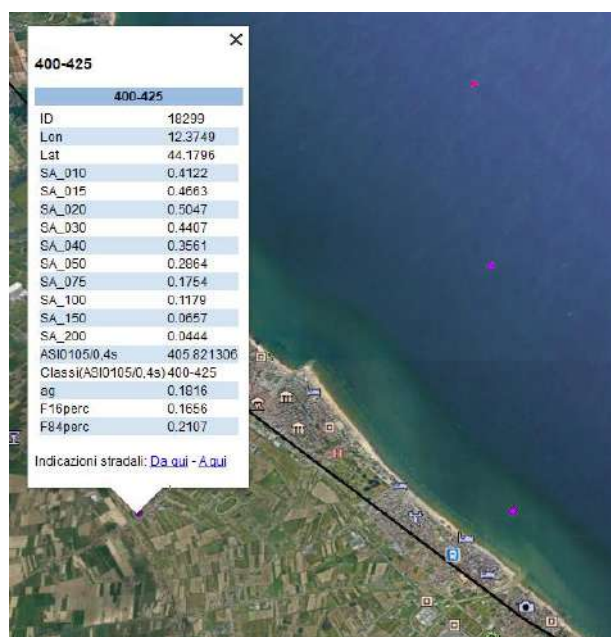 400-425
400-425
ID 18299
Lon 12.3749
Lat 44.1796
SA_010 0.4122
SA_015 0.4663
SA_020 0.5047
SA_030 0.4407
SA_040 0.3561
SA_050 0.2864
SA_075 0.1754
SA_100 0.1179
SA_150 0.0657
SA_200 0.0444
ASI0105/0,4s 405.821306
Classi(ASI0105/0,4s) 400-425
ag 0.1816
F16perc 0.1656
F84perc 0.2107
Indicazioni stradali: Da qui - A qui
H